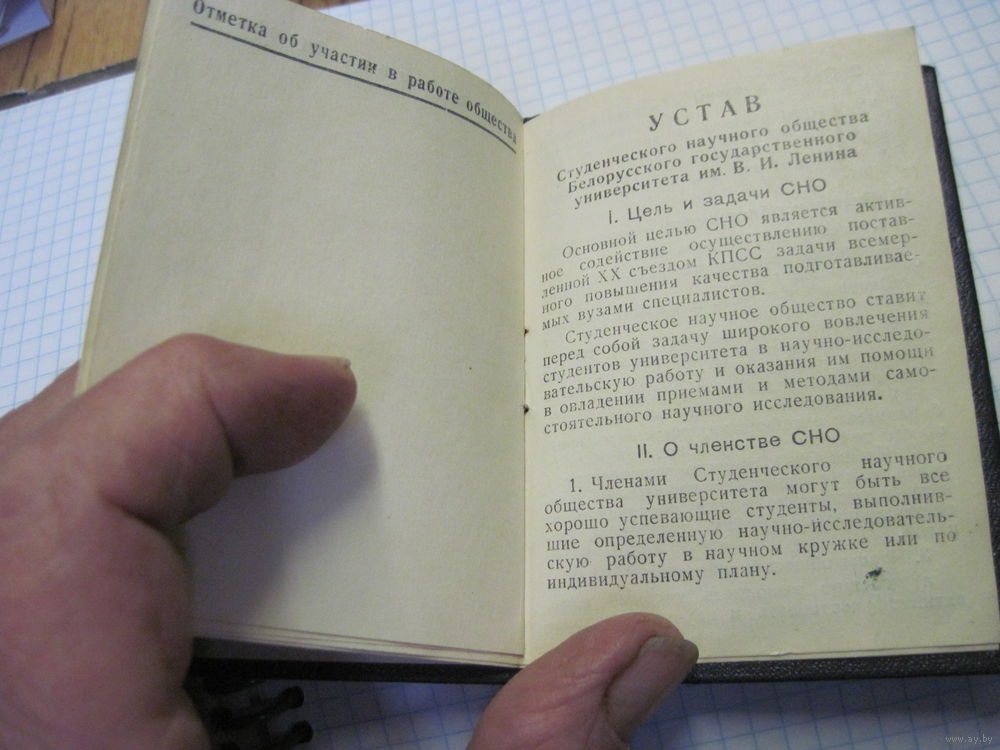 Отметка об участии в работе общества
УСТАВ
Студенческого научного общества
Белорусского государственного
университета им. В. И. Ленина
I. Цель и задачи СНО
Основной целью СНО является актив-
ное содействие осуществлению постав-
ленной XX съездом КПСС задачи всемер-
ного повышения качества подготавливае-
мых вузами специалистов.
Студенческое научное общество ставит
перед собой задачу широкого вовлечения
студентов университета в научно-исследо-
вательскую работу и оказания им помощи
в овладении приемами и методами само-
стоятельного научного исследования.
II. О членстве СНО
1. Членами Студенческого научного
общества университета могут быть все
хорошо успевающие студенты, выполнив-
шие определенную научно-исследователь-
скую работу в научном кружке или по
индивидуальному плану.
www.ay.by